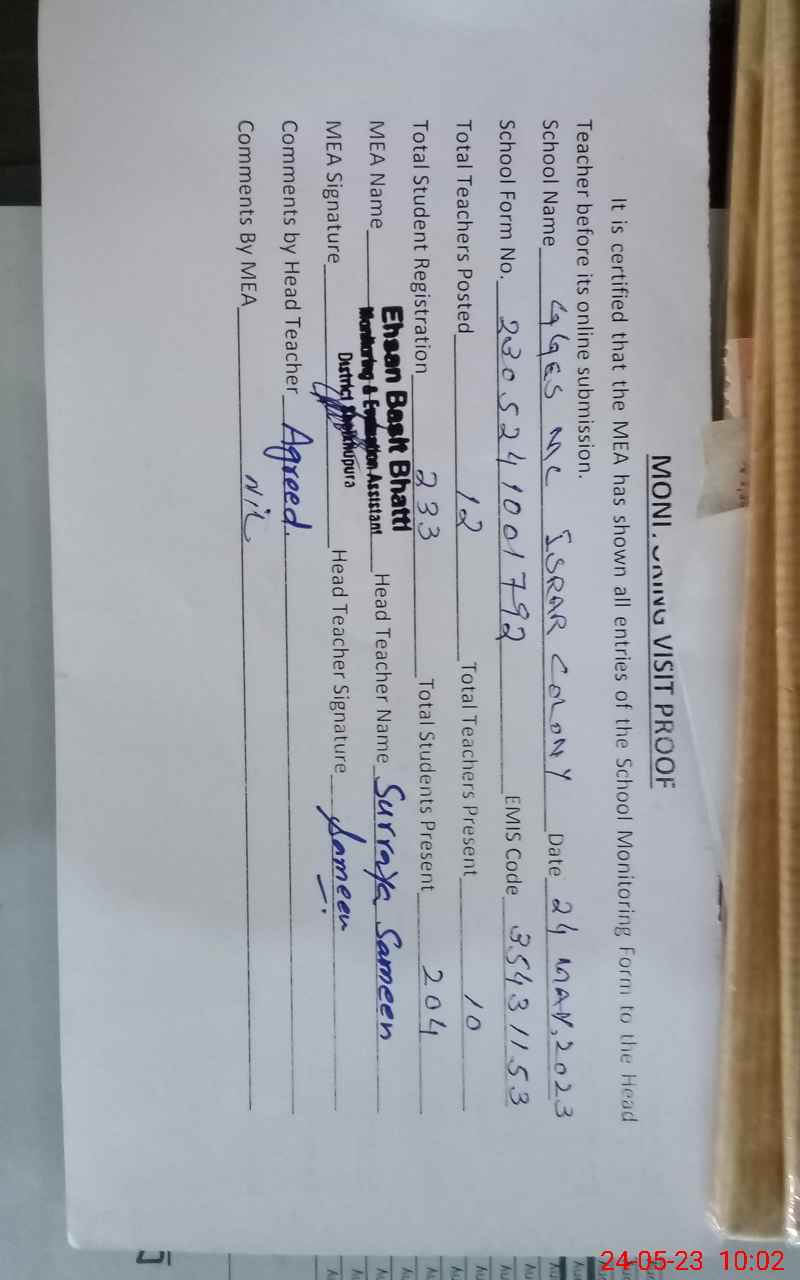 MONITORING VISIT PROOF
It is certified that the MEA has shown all entries of the School Monitoring Form to the Head
Teacher before its online submission.
School Name GGES MC ISRAR COLONY Date 24 MAY, 2023
School Form No. 2305241001792 EMIS Code 35431153
Total Teachers Posted 12 Total Teachers Present 10
Total Student Registration 233 Total Students Present 204
MEA Name Ehsan Basit Bhatti Head Teacher Name Surraya Sameen
Monitoring & Evaluation Assistant
District Sheikhupura
MEA Signature Head Teacher Signature Sameen
Comments by Head Teacher Agreed.
Comments By MEA Nil
24-05-23 10:02